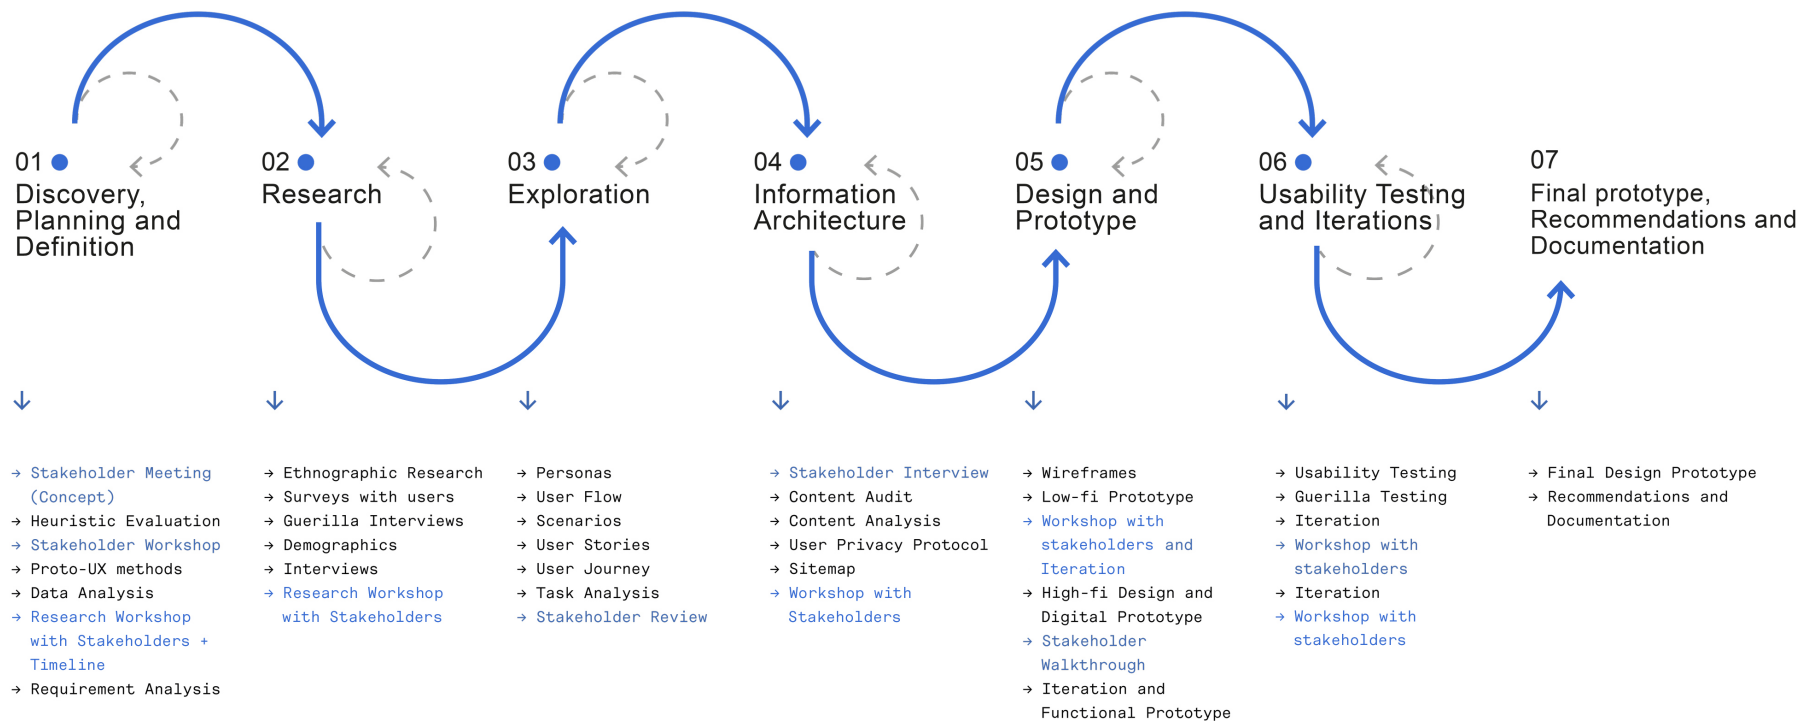 01
Discovery,
Planning and
Definition
02
Research
03
Exploration
04
Information
Architecture
05
Design and
Prototype
06
Usability Testing
and Iterations
07
Final prototype,
Recommendations and
Documentation
→ Stakeholder Meeting
(Concept)
→ Heuristic Evaluation
→ Stakeholder Workshop
→ Proto-UX methods
→ Data Analysis
→ Research Workshop
with Stakeholders +
Timeline
→ Requirement Analysis
→ Ethnographic Research
→ Surveys with users
→ Guerilla Interviews
→ Demographics
→ Interviews
→ Research Workshop
with Stakeholders
→ Personas
→ User Flow
→ Scenarios
→ User Stories
→ User Journey
→ Task Analysis
→ Stakeholder Review
→ Stakeholder Interview
→ Content Audit
→ Content Analysis
→ User Privacy Protocol
→ Sitemap
→ Workshop with
Stakeholders
→ Wireframes
→ Low-fi Prototype
→ Workshop with
stakeholders and
Iteration
→ High-fi Design and
Digital Prototype
→ Stakeholder
Walkthrough
→ Iteration and
Functional Prototype
→ Usability Testing
→ Guerilla Testing
→ Iteration
→ Workshop with
stakeholders
→ Iteration
→ Workshop with
stakeholders
→ Final Design Prototype
→ Recommendations and
Documentation